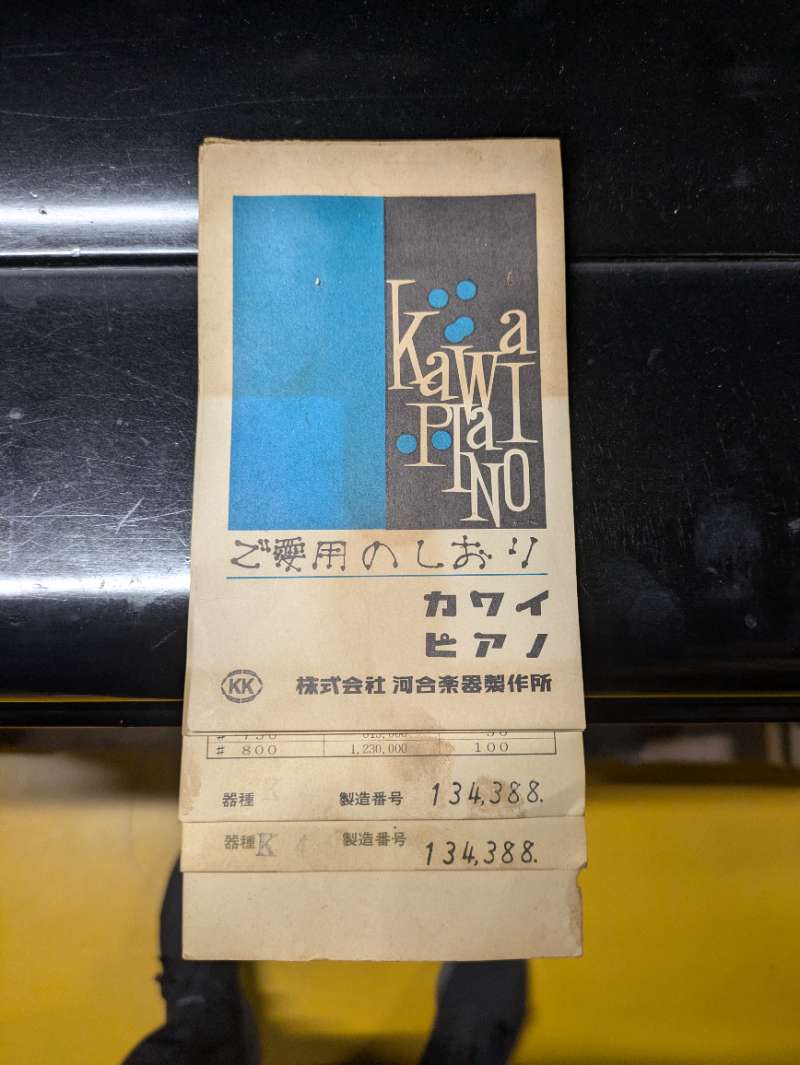 Kawai
PIaNO
ご愛用のしおり
カワイ
ピアノ
KK 株式会社 河合楽器製作所
# 800 1,230,000 100
器種 製造番号 134,388.
器種 K 製造番号 134,388.